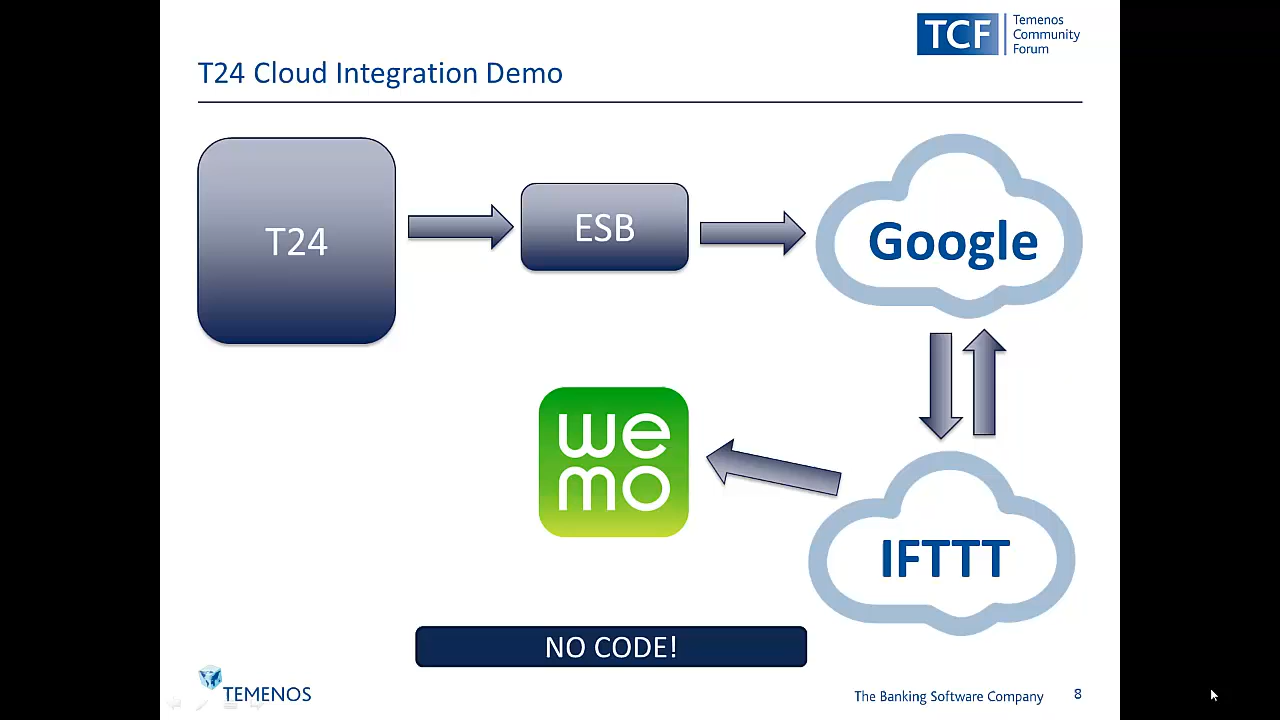 TCF
Temenos
Community
Forum
T24 Cloud Integration Demo
T24
ESB
Google
we
mo
IFTTT
NO CODE!
TEMENOS
The Banking Software Company
8